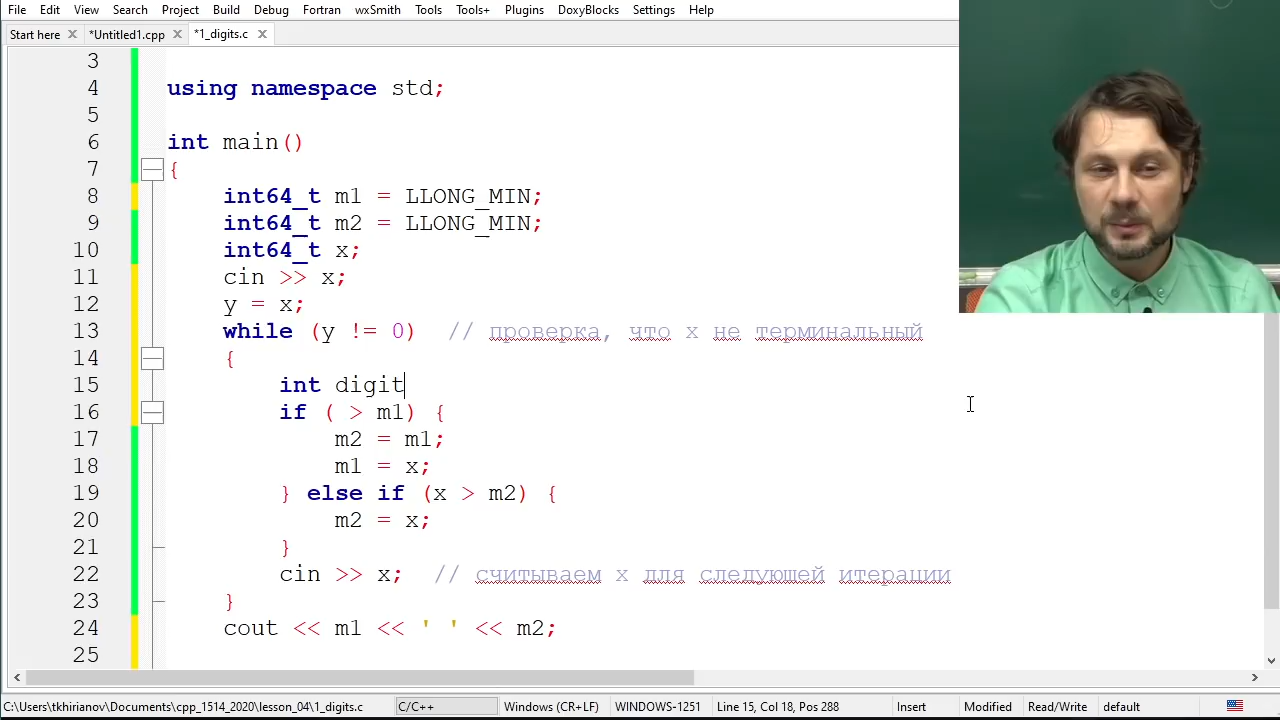 File Edit View Search Project Build Debug Fortran wxSmith Tools Tools+ Plugins DoxyBlocks Settings Help
Start here *Untitled1.cpp *1_digits.c
3
4 using namespace std;
5
6 int main()
7 {
8 int64_t m1 = LLONG_MIN;
9 int64_t m2 = LLONG_MIN;
10 int64_t x;
11 cin >> x;
12 y = x;
13 while (y != 0) // проверка, что x не терминальный
14 {
15 int digit
16 if ( > m1) {
17 m2 = m1;
18 m1 = x;
19 } else if (x > m2) {
20 m2 = x;
21 }
22 cin >> x; // считываем x для следующей итерации
23 }
24 cout << m1 << ' ' << m2;
25
C:\Users\tkhirianov\Documents\cpp_1514_2020\lesson_04\1_digits.c C/C++ Windows (CR+LF) WINDOWS-1251 Line 15, Col 18, Pos 288 Insert Modified Read/Write default